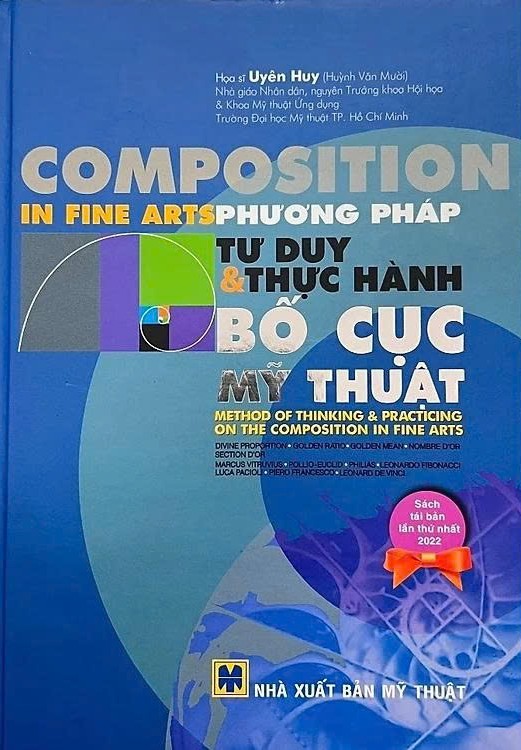 Họa sĩ Uyên Huy (Huỳnh Văn Mười)
Nhà giáo Nhân dân, nguyên Trưởng khoa Hội họa
& Khoa Mỹ thuật Ứng dụng
Trường Đại học Mỹ thuật TP. Hồ Chí Minh
COMPOSITION
IN FINE ARTS PHƯƠNG PHÁP
TƯ DUY
& THỰC HÀNH
BỐ CỤC
MỸ THUẬT
METHOD OF THINKING & PRACTICING
ON THE COMPOSITION IN FINE ARTS
DIVINE PROPORTION • GOLDEN RATIO • GOLDEN MEAN • NOMBRE D'OR
SECTION D'OR
MARCUS VITRUVIUS • POLLIO-EUCLID • PHILIAS • LEONARDO FIBONACCI
LUCA PACIOLI • PIERO FRANCESCO • LEONARD DE VINCI
Sách
tái bản
lần thứ nhất
2022
NHÀ XUẤT BẢN MỸ THUẬT